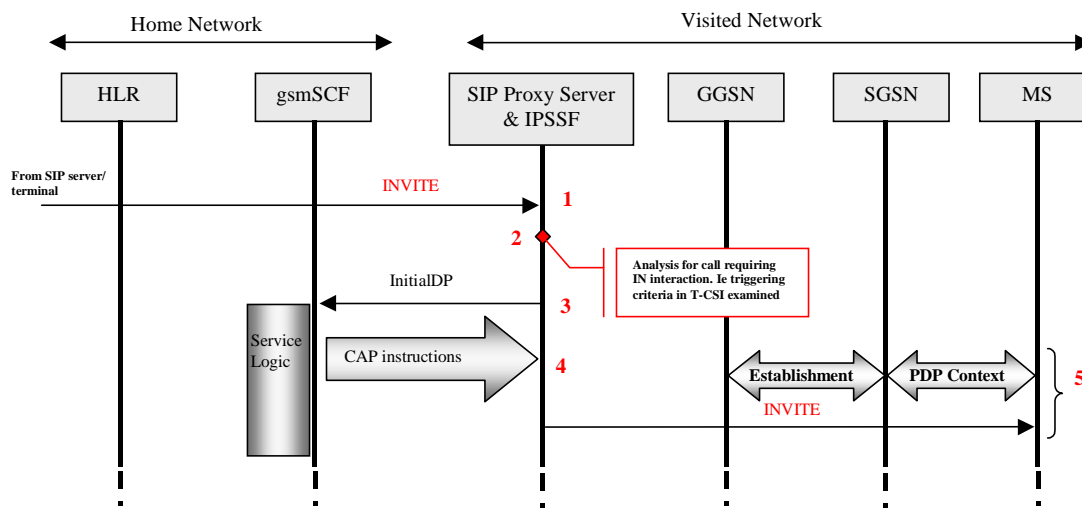 Home Network
Visited Network
HLR
gsmSCF
SIP Proxy Server
& IPSSF
GGSN
SGSN
MS
From SIP server/
terminal
INVITE
1
2
Analysis for call requiring
IN interaction. Ie triggering
criteria in T-CSI examined
InitialDP
3
Service
Logic
CAP instructions
4
Establishment
PDP Context
5
INVITE